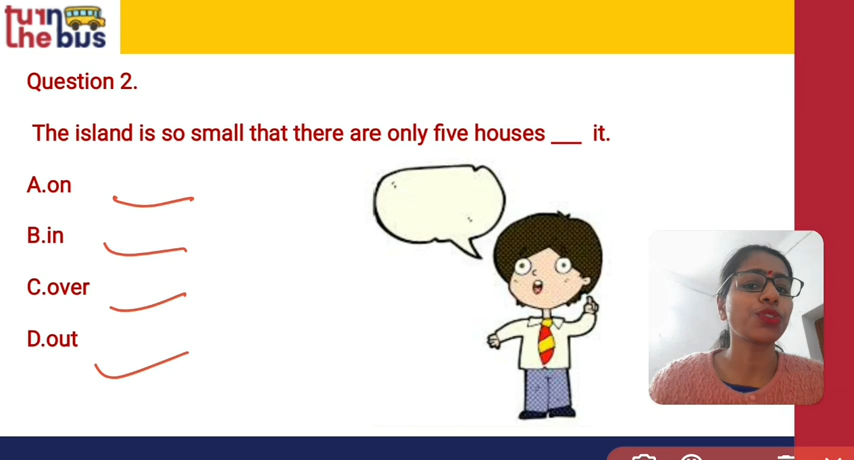 turn
the bus
Question 2.
The island is so small that there are only five houses ___ it.
A.on
B.in
C.over
D.out